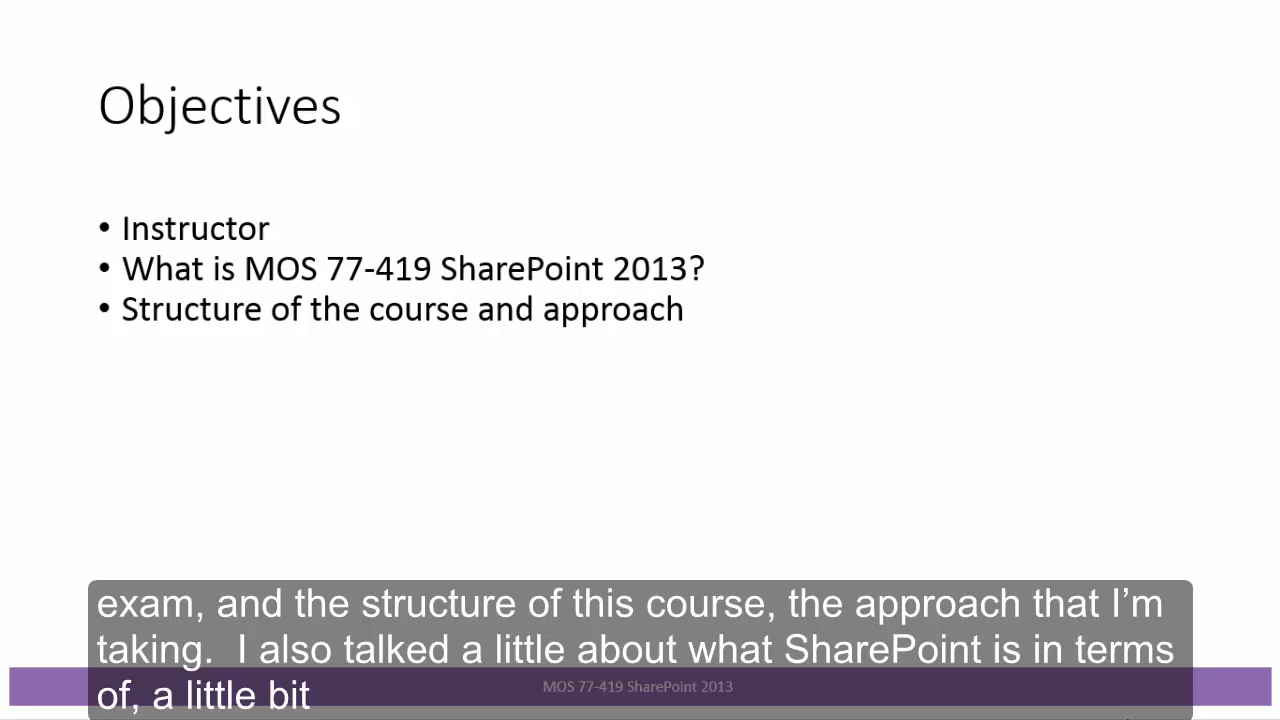 Objectives
• Instructor
• What is MOS 77-419 SharePoint 2013?
• Structure of the course and approach
exam, and the structure of this course, the approach that I’m
taking.  I also talked a little about what SharePoint is in terms
of, a little bit
MOS 77-419 SharePoint 2013